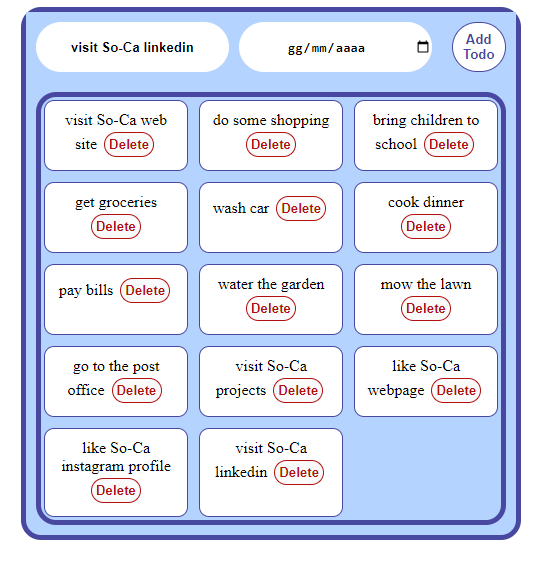 visit So-Ca linkedin
gg/mm/aaaa
Add
Todo
visit So-Ca web
site Delete
do some shopping
Delete
bring children to
school Delete
get groceries
Delete
wash car Delete
cook dinner
Delete
pay bills Delete
water the garden
Delete
mow the lawn
Delete
go to the post
office Delete
visit So-Ca
projects Delete
like So-Ca
webpage Delete
like So-Ca
instagram profile
Delete
visit So-Ca
linkedin Delete